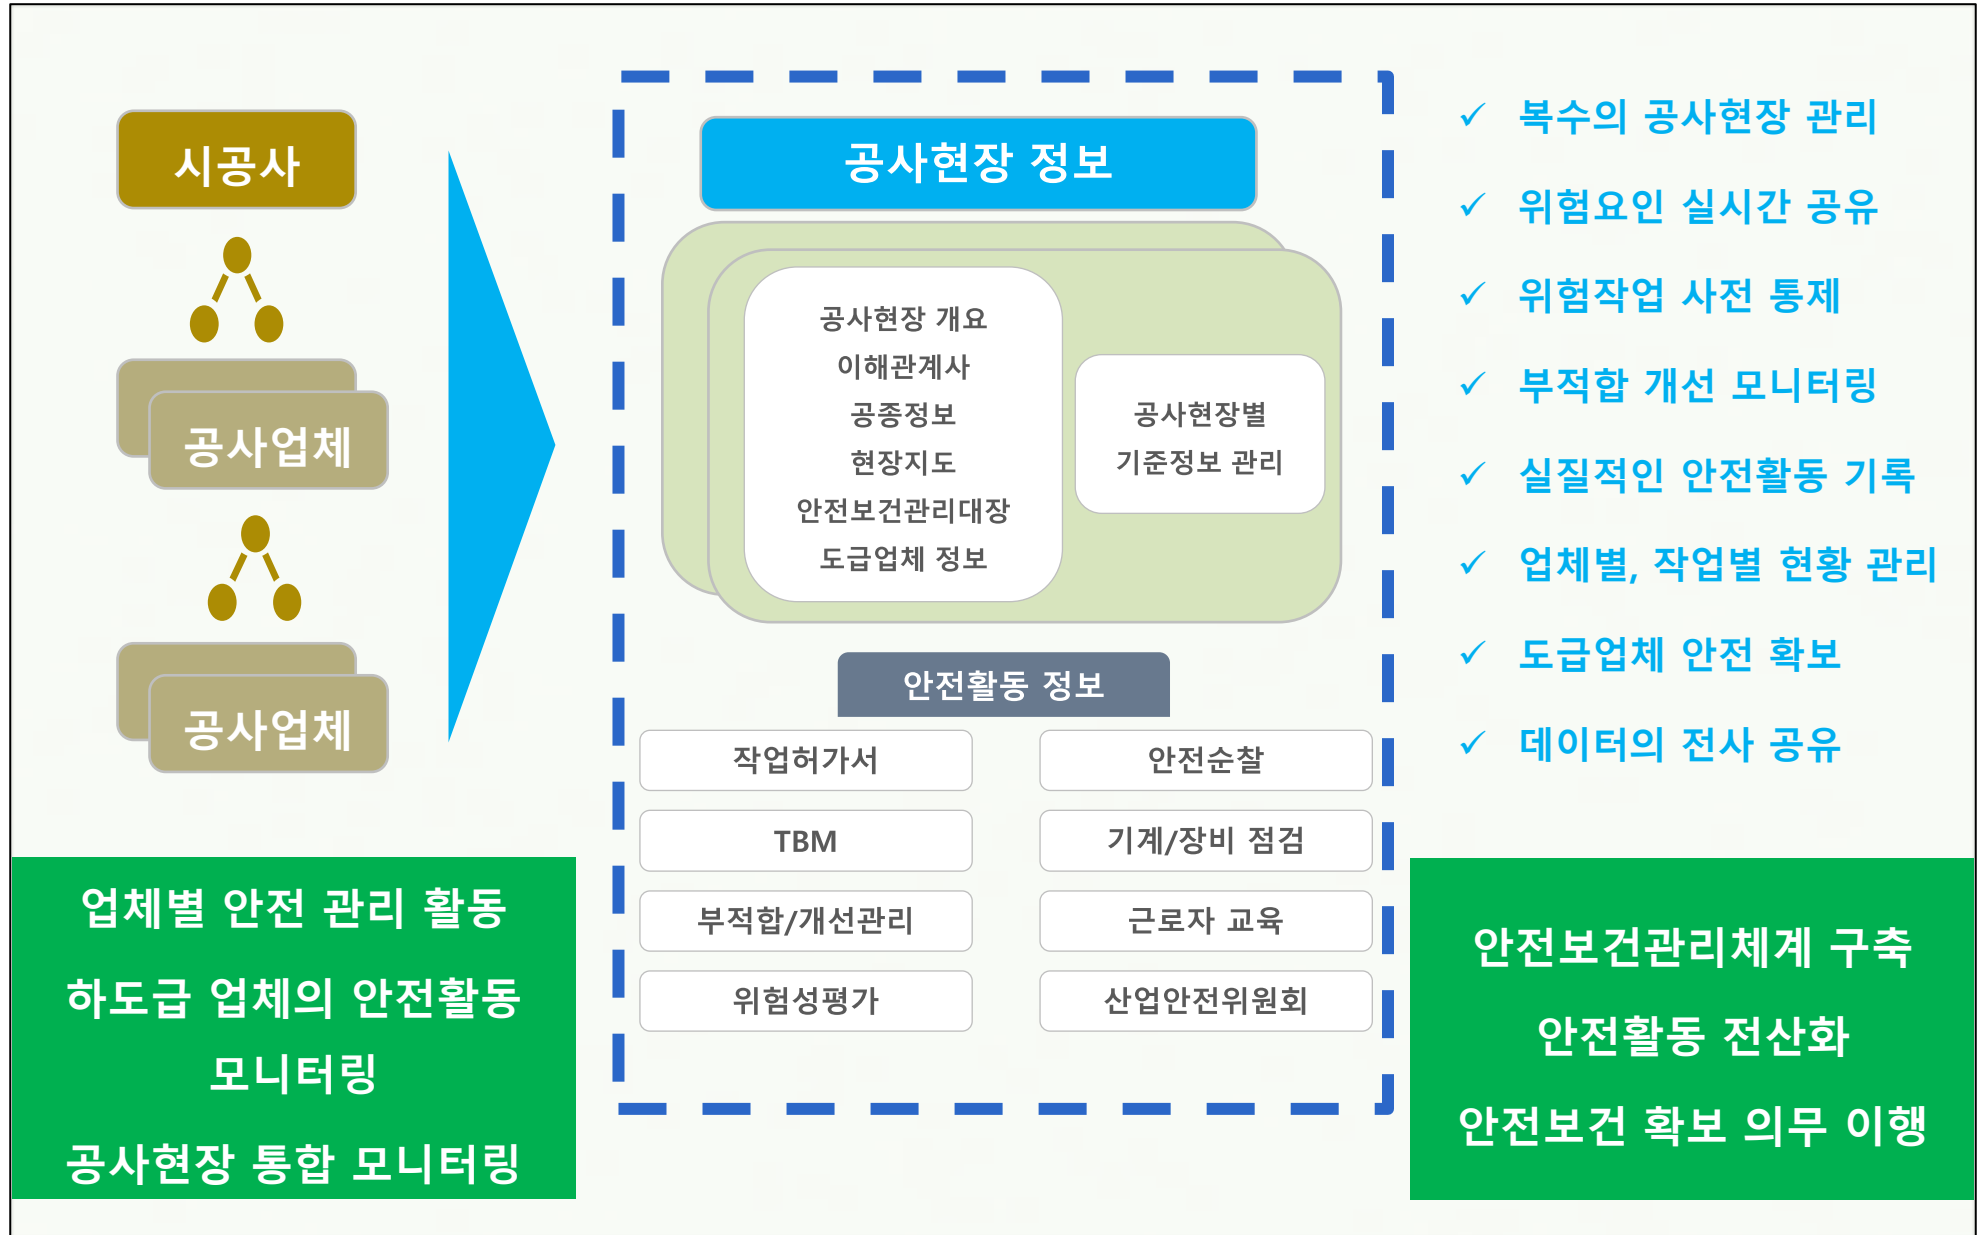 시공사
공사업체
공사업체
업체별 안전 관리 활동
하도급 업체의 안전활동
모니터링
공사현장 통합 모니터링
공사현장 정보
공사현장 개요
이해관계사
공종정보
현장지도
안전보건관리대장
도급업체 정보
공사현장별
기준정보 관리
안전활동 정보
작업허가서
안전순찰
TBM
기계/장비 점검
부적합/개선관리
근로자 교육
위험성평가
산업안전위원회
✓ 복수의 공사현장 관리
✓ 위험요인 실시간 공유
✓ 위험작업 사전 통제
✓ 부적합 개선 모니터링
✓ 실질적인 안전활동 기록
✓ 업체별, 작업별 현황 관리
✓ 도급업체 안전 확보
✓ 데이터의 전사 공유
안전보건관리체계 구축
안전활동 전산화
안전보건 확보 의무 이행